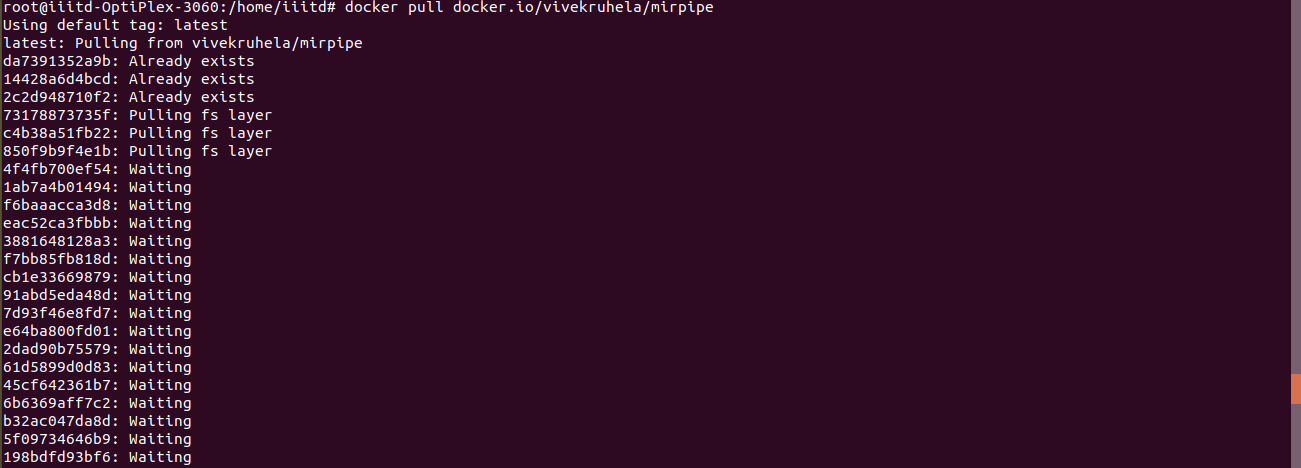 root@iiitd-OptiPlex-3060:/home/iiitd# docker pull docker.io/vivekruhela/mirpipe
Using default tag: latest
latest: Pulling from vivekruhela/mirpipe
da7391352a9b: Already exists
14428a6d4bcd: Already exists
2c2d948710f2: Already exists
73178873735f: Pulling fs layer
c4b38a51fb22: Pulling fs layer
850f9b9f4e1b: Pulling fs layer
4f4fb700ef54: Waiting
1ab7a4b01494: Waiting
f6baaacca3d8: Waiting
eac52ca3fbbb: Waiting
3881648128a3: Waiting
f7bb85fb818d: Waiting
cb1e33669879: Waiting
91abd5eda48d: Waiting
7d93f46e8fd7: Waiting
e64ba800fd01: Waiting
2dad90b75579: Waiting
61d5899d0d83: Waiting
45cf642361b7: Waiting
6b6369aff7c2: Waiting
b32ac047da8d: Waiting
5f09734646b9: Waiting
198bdfd93bf6: Waiting